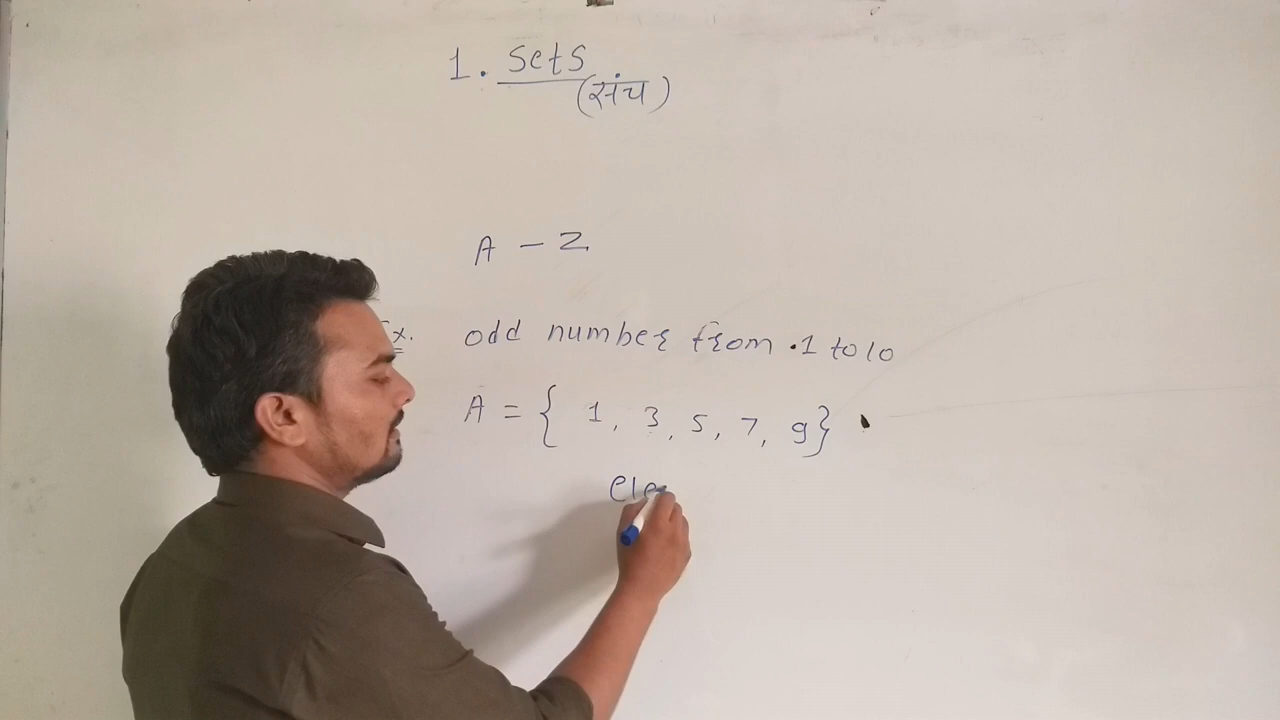 1. Sets
(संच)
A - Z
Ex. odd number from 1 to 10
A = { 1, 3, 5, 7, 9}
ele